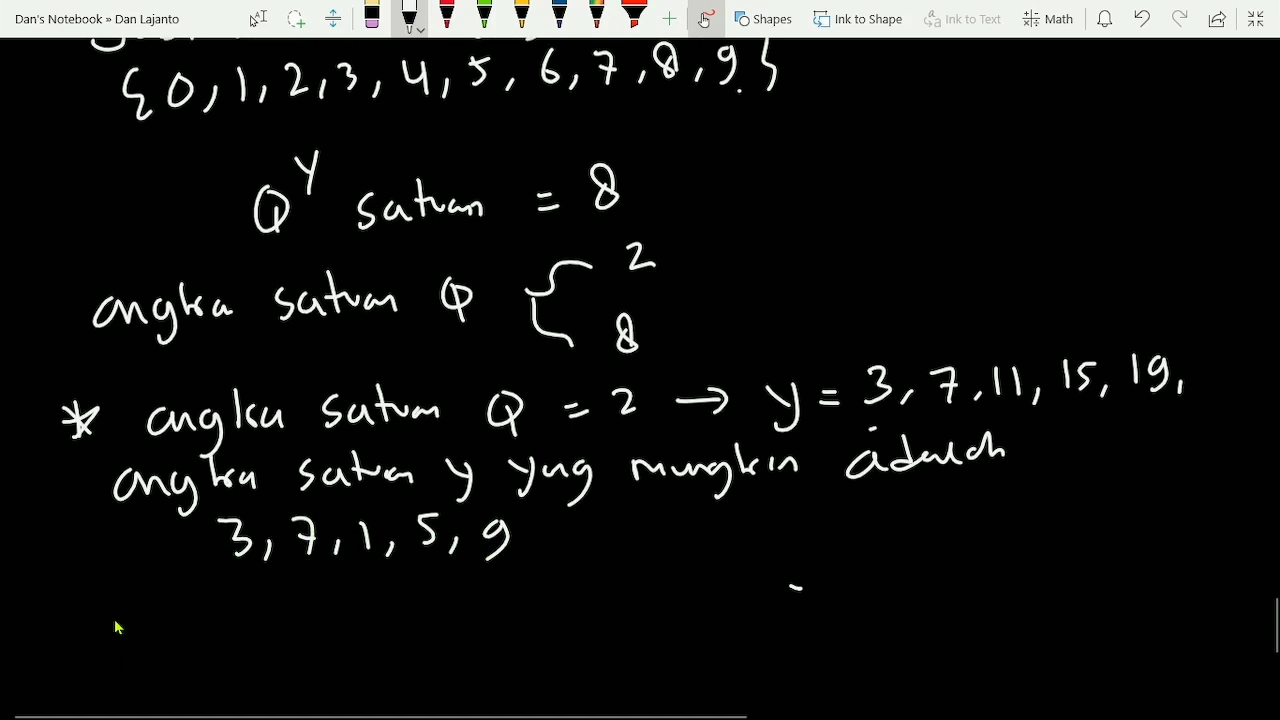 Dan's Notebook » Dan Lajanto
Shapes
Ink to Shape
Ink to Text
Math
{0, 1, 2, 3, 4, 5, 6, 7, 8, 9.}
Q^y satuan = 8
angka satuan Q { 2
8
* angka satuan Q = 2 → y = 3, 7, 11, 15, 19,
angka satuan y yng mungkin adalah
3, 7, 1, 5, 9